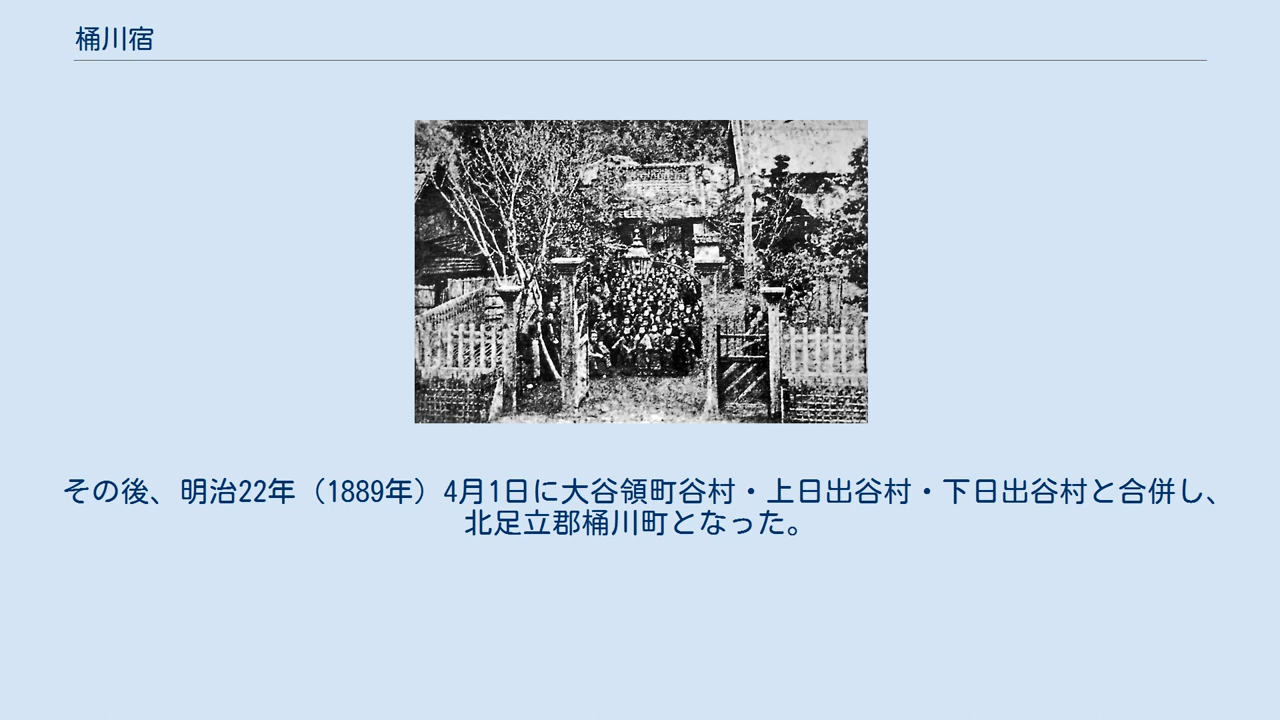 桶川宿
その後、明治22年（1889年）4月1日に大谷領町谷村・上日出谷村・下日出谷村と合併し、
北足立郡桶川町となった。